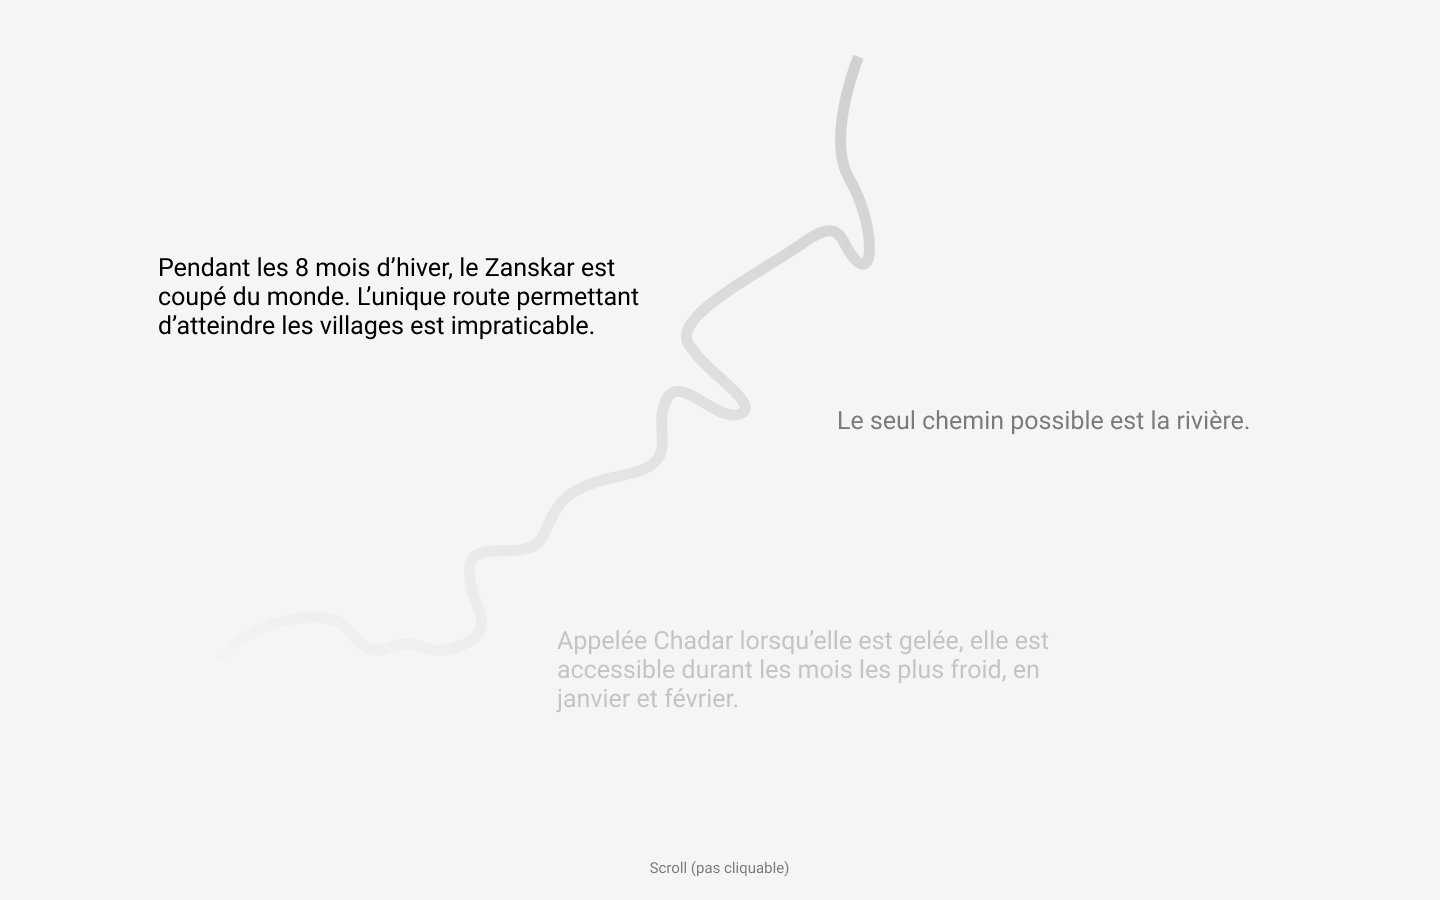 Pendant les 8 mois d’hiver, le Zanskar est
coupé du monde. L’unique route permettant
d’atteindre les villages est impraticable.
Le seul chemin possible est la rivière.
Appelée Chadar lorsqu’elle est gelée, elle est
accessible durant les mois les plus froid, en
janvier et février.
Scroll (pas cliquable)